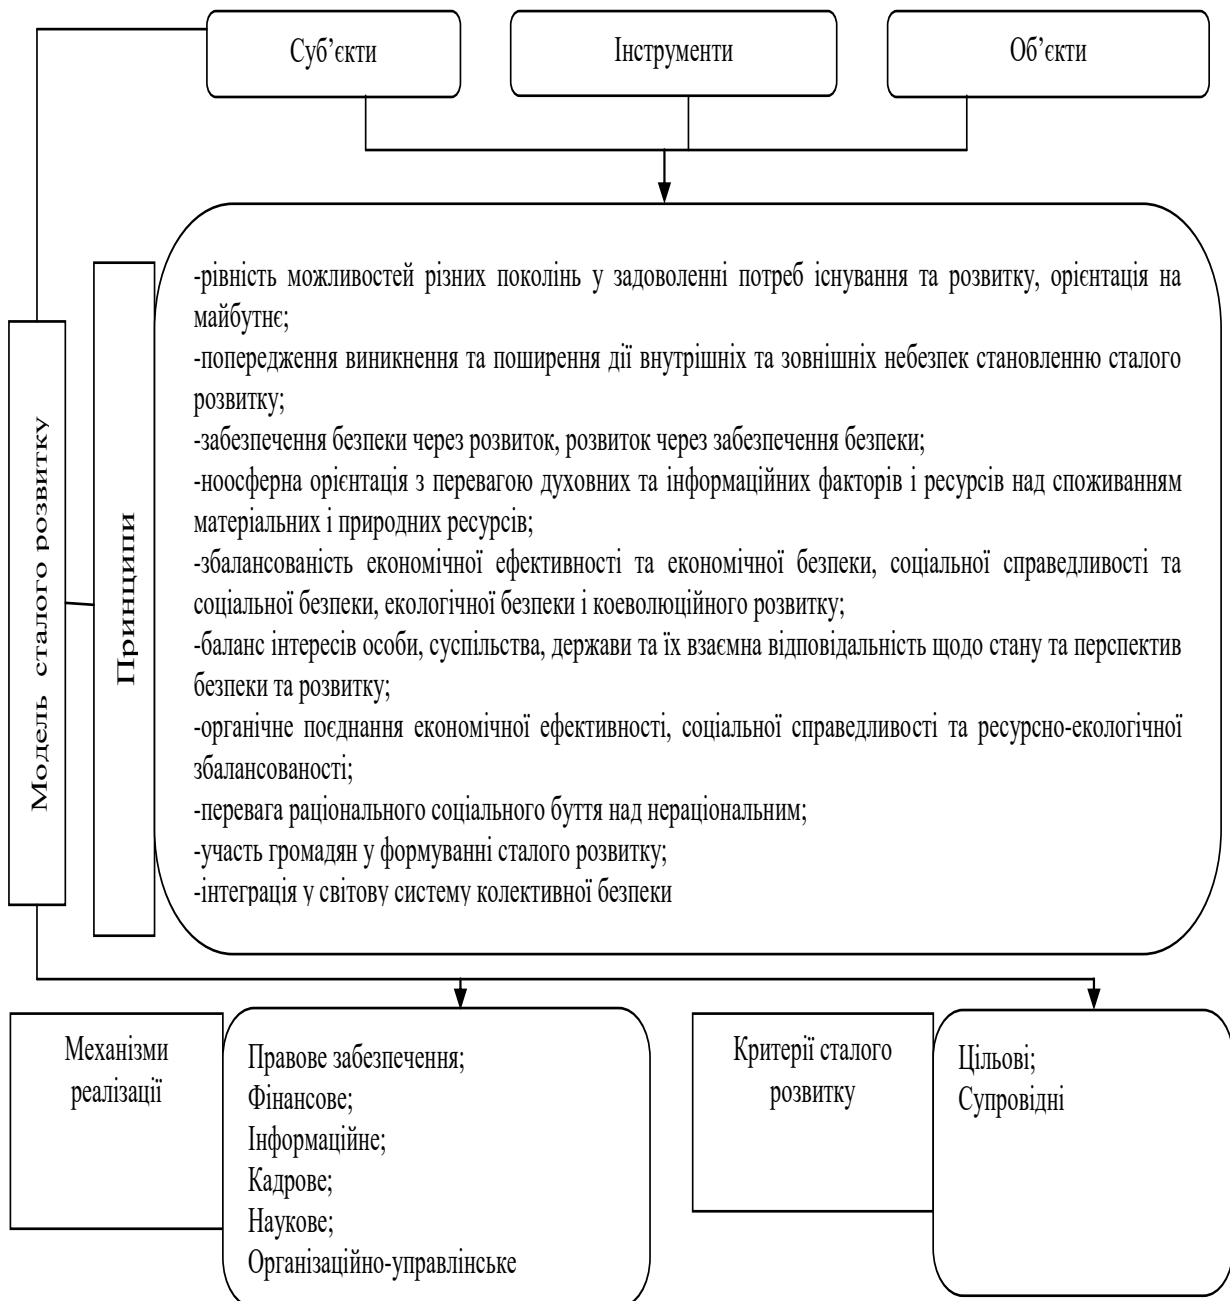 Суб’єкти
Інструменти
Об’єкти
Модель сталого розвитку
Принципи
-рівність можливостей різних поколінь у задоволенні потреб існування та розвитку, орієнтація на
майбутнє;
-попередження виникнення та поширення дії внутрішніх та зовнішніх небезпек становленню сталого
розвитку;
-забезпечення безпеки через розвиток, розвиток через забезпечення безпеки;
-ноосферна орієнтація з перевагою духовних та інформаційних факторів і ресурсів над споживанням
матеріальних і природних ресурсів;
-збалансованість економічної ефективності та економічної безпеки, соціальної справедливості та
соціальної безпеки, екологічної безпеки і коеволюційного розвитку;
-баланс інтересів особи, суспільства, держави та їх взаємна відповідальність щодо стану та перспектив
безпеки та розвитку;
-органічне поєднання економічної ефективності, соціальної справедливості та ресурсно-екологічної
збалансованості;
-перевага раціонального соціального буття над нераціональним;
-участь громадян у формуванні сталого розвитку;
-інтеграція у світову систему колективної безпеки
Механізми
реалізації
Правове забезпечення;
Фінансове;
Інформаційне;
Кадрове;
Наукове;
Організаційно-управлінське
Критерії сталого
розвитку
Цільові;
Супровідні